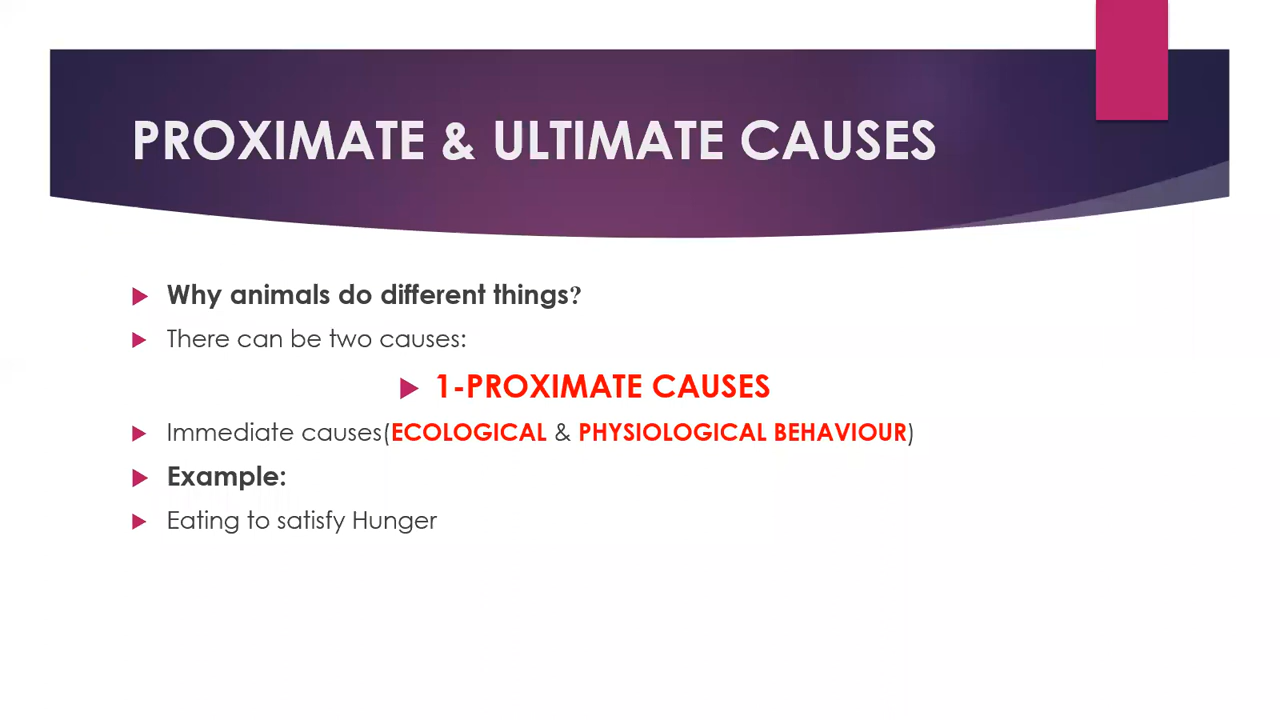 PROXIMATE & ULTIMATE CAUSES
Why animals do different things?
There can be two causes:
1-PROXIMATE CAUSES
Immediate causes(ECOLOGICAL & PHYSIOLOGICAL BEHAVIOUR)
Example:
Eating to satisfy Hunger